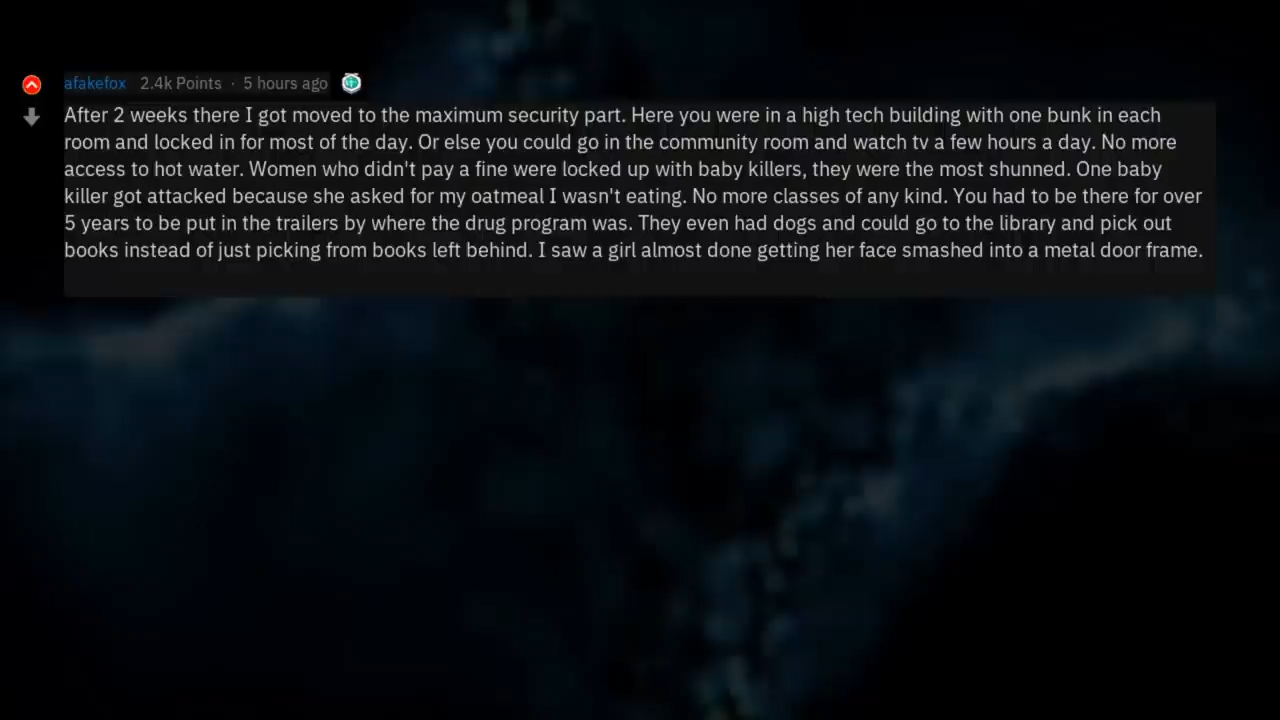 afakefox 2.4k Points · 5 hours ago
After 2 weeks there I got moved to the maximum security part. Here you were in a high tech building with one bunk in each
room and locked in for most of the day. Or else you could go in the community room and watch tv a few hours a day. No more
access to hot water. Women who didn't pay a fine were locked up with baby killers, they were the most shunned. One baby
killer got attacked because she asked for my oatmeal I wasn't eating. No more classes of any kind. You had to be there for over
5 years to be put in the trailers by where the drug program was. They even had dogs and could go to the library and pick out
books instead of just picking from books left behind. I saw a girl almost done getting her face smashed into a metal door frame.